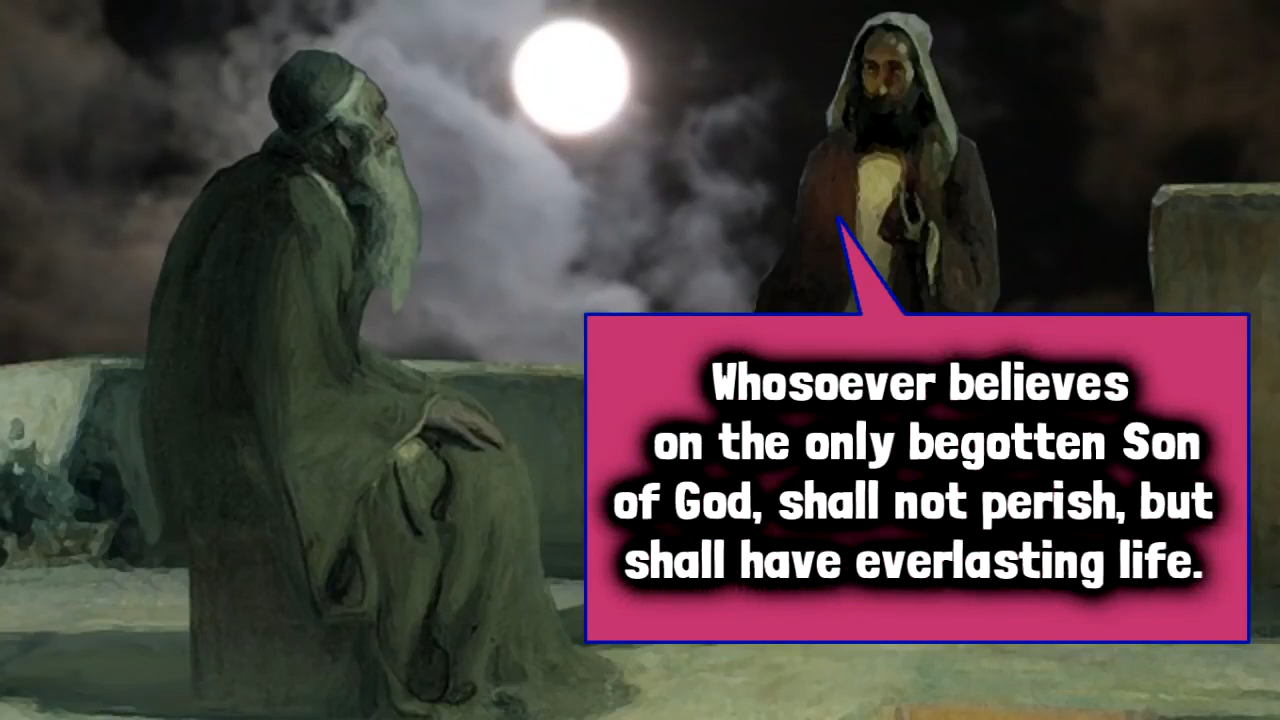 Whosoever believes
on the only begotten Son
of God, shall not perish, but
shall have everlasting life.